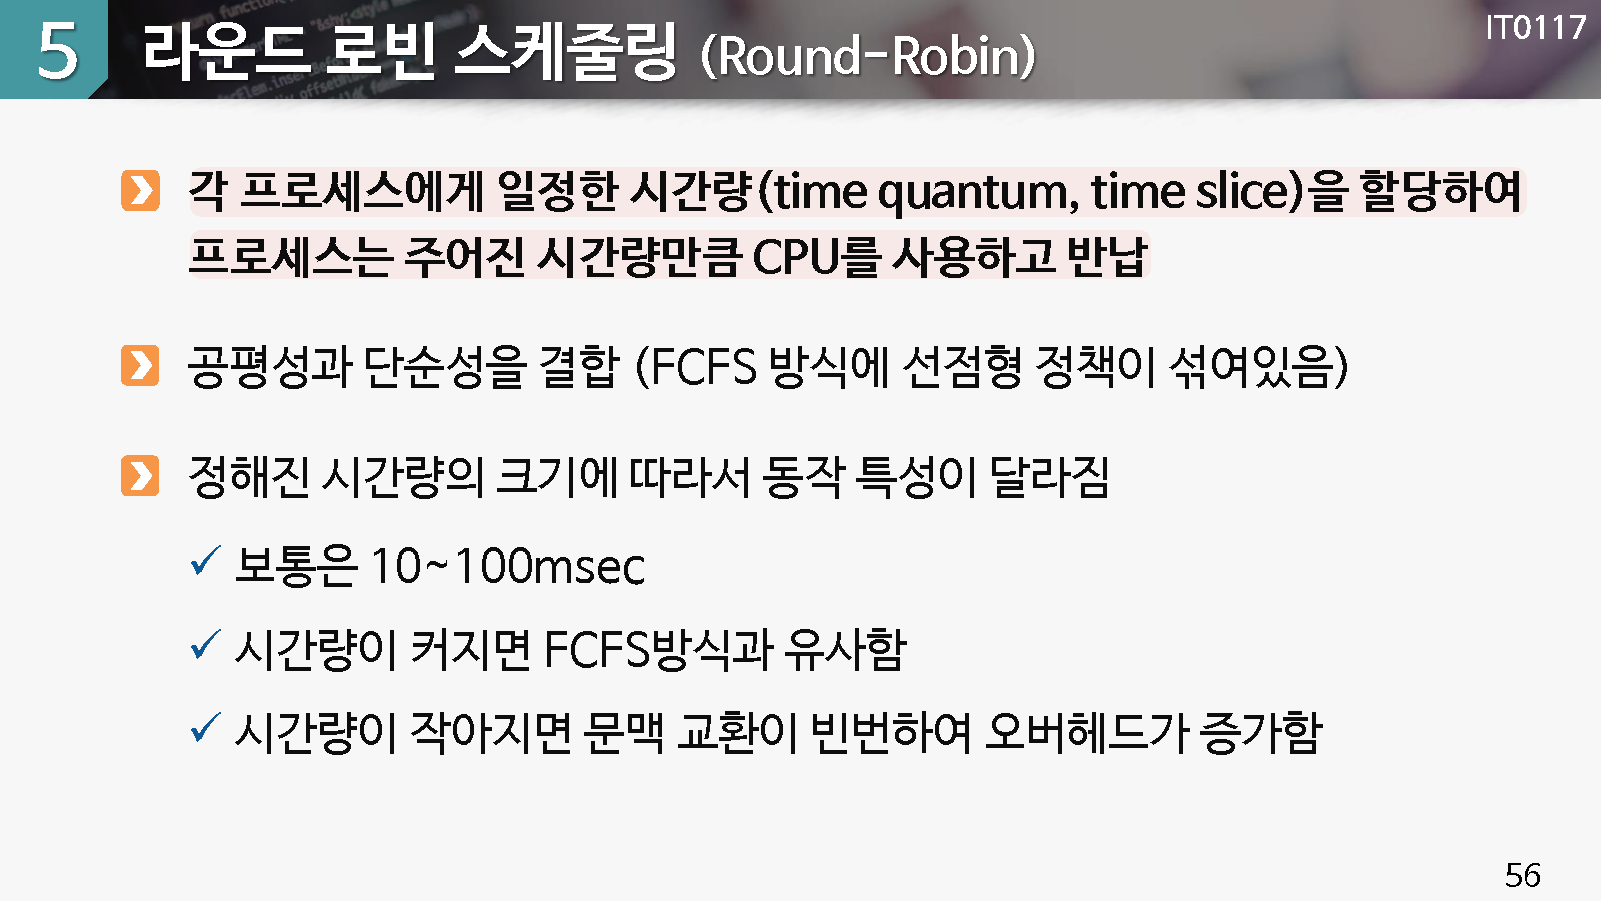 5 라운드 로빈 스케줄링 (Round-Robin)
IT0117
각 프로세스에게 일정한 시간량(time quantum, time slice)을 할당하여
프로세스는 주어진 시간량만큼 CPU를 사용하고 반납
공평성과 단순성을 결합 (FCFS 방식에 선점형 정책이 섞여있음)
정해진 시간량의 크기에 따라서 동작 특성이 달라짐
✓ 보통은 10~100msec
✓ 시간량이 커지면 FCFS방식과 유사함
✓ 시간량이 작아지면 문맥 교환이 빈번하여 오버헤드가 증가함
56